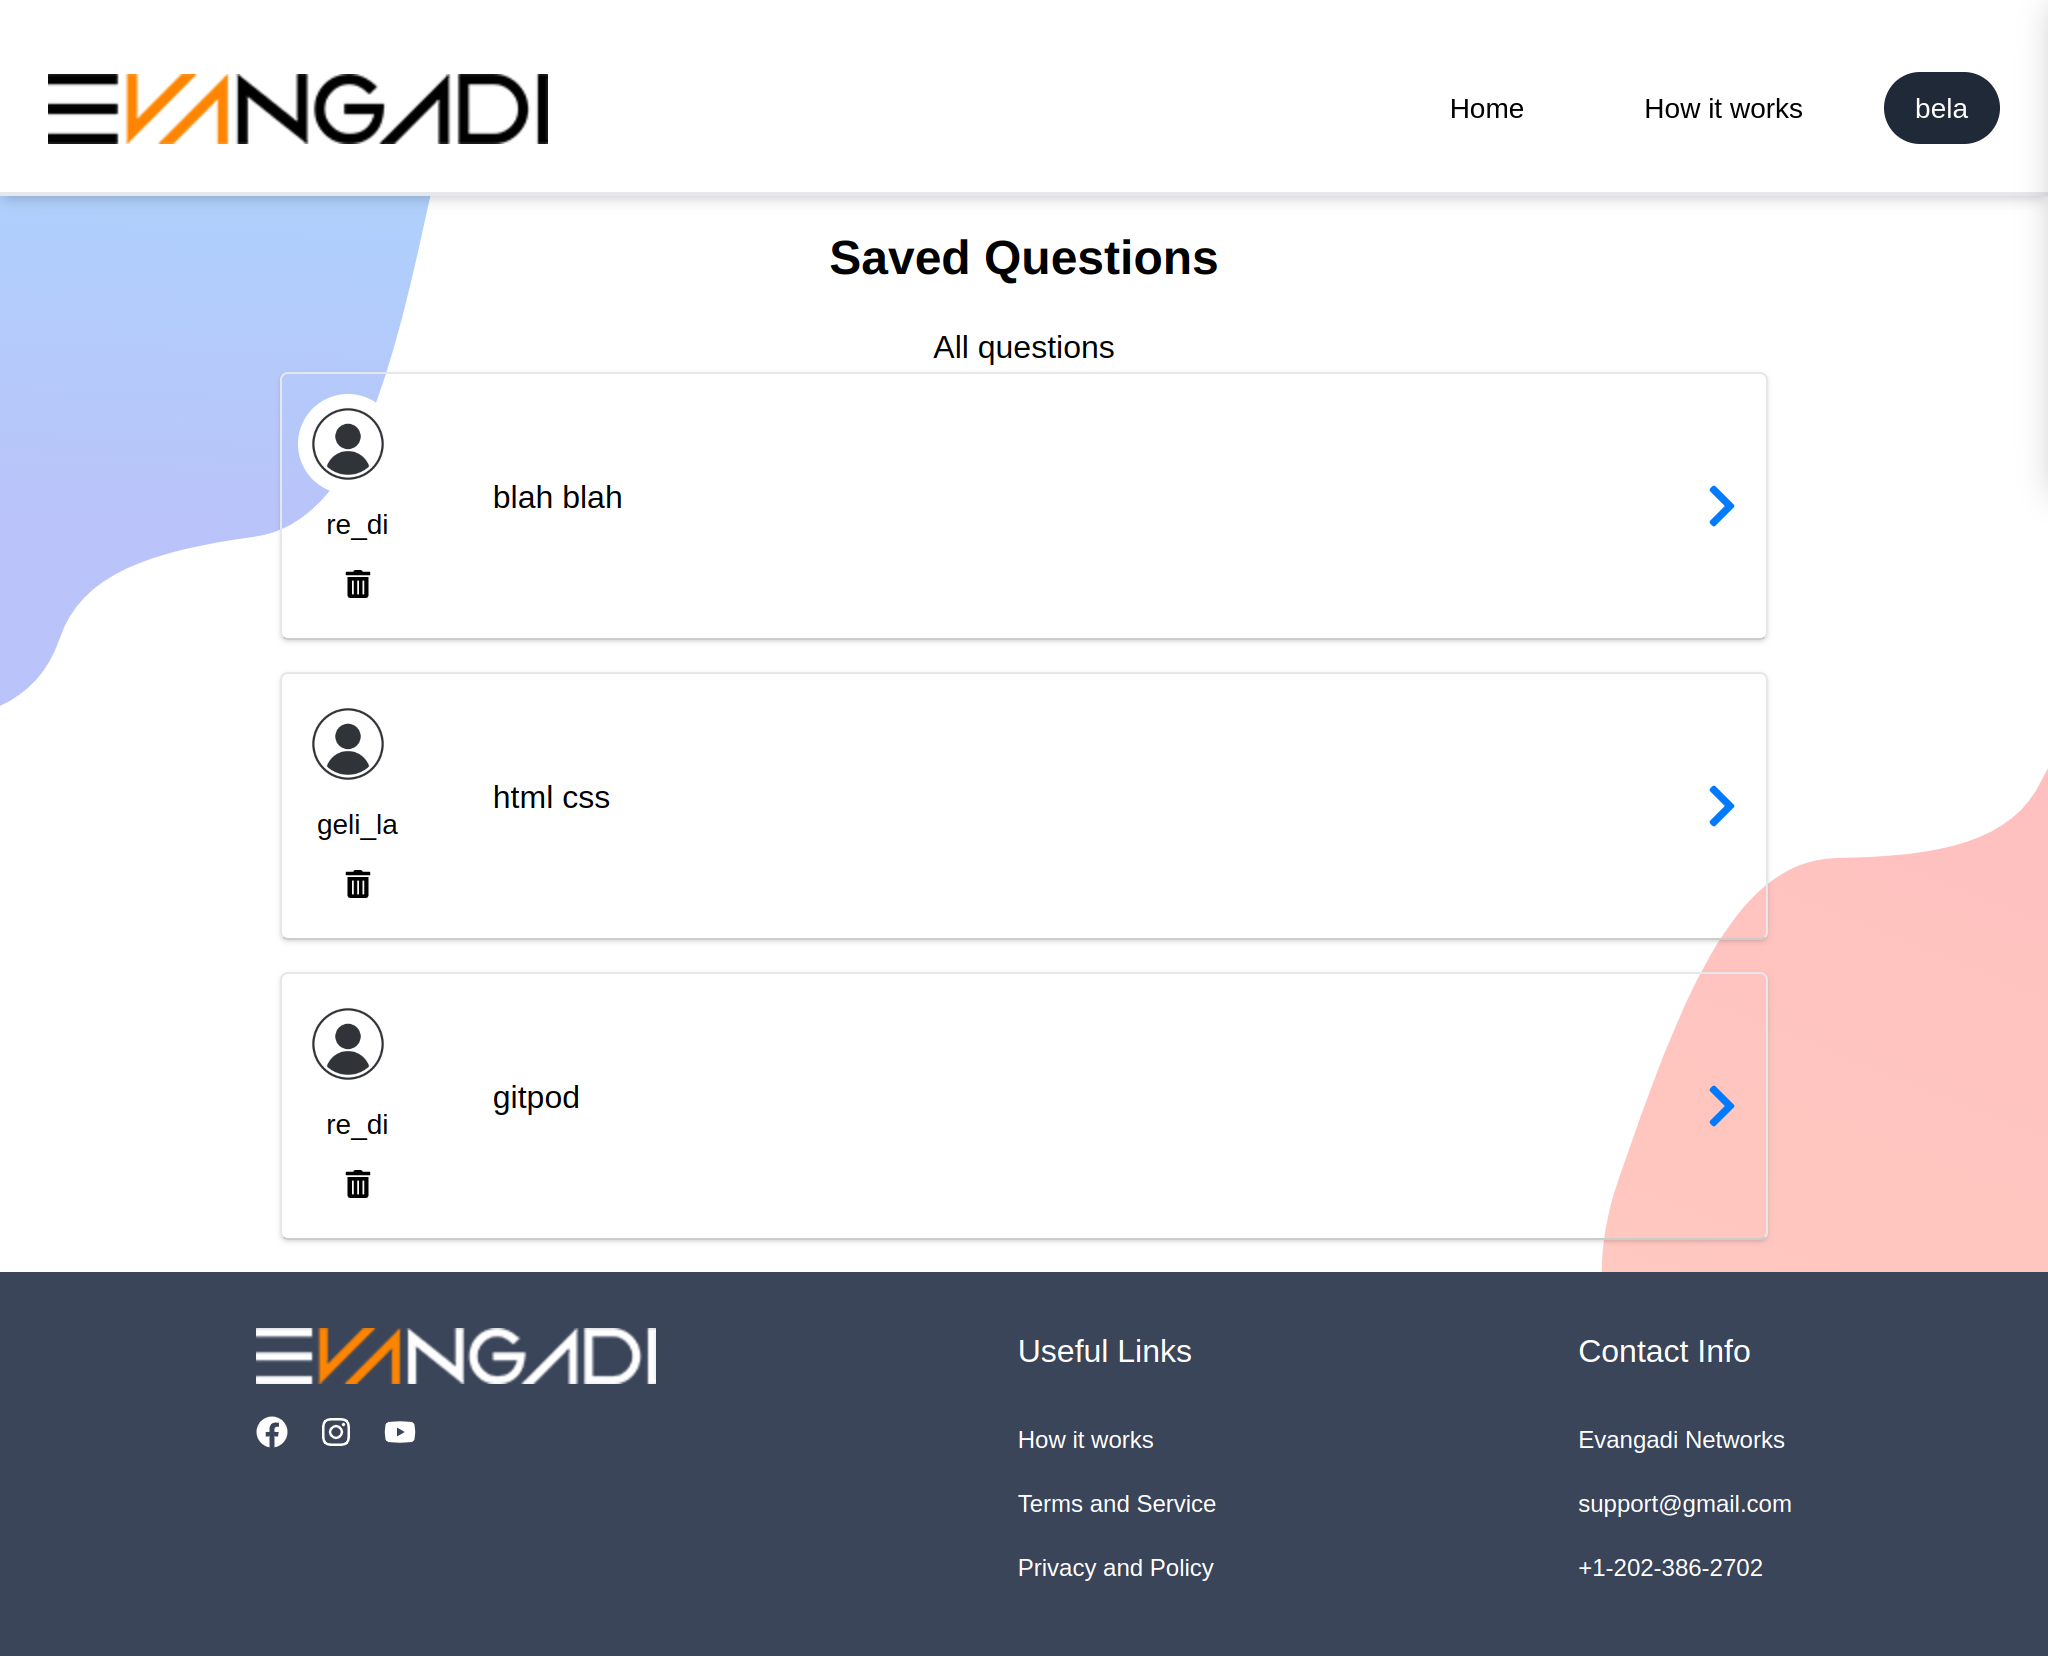 EVANGADI
Home
How it works
bela
Saved Questions
All questions
blah blah
re_di
html css
geli_la
gitpod
re_di
EVANGADI
Useful Links
How it works
Terms and Service
Privacy and Policy
Contact Info
Evangadi Networks
support@gmail.com
+1-202-386-2702